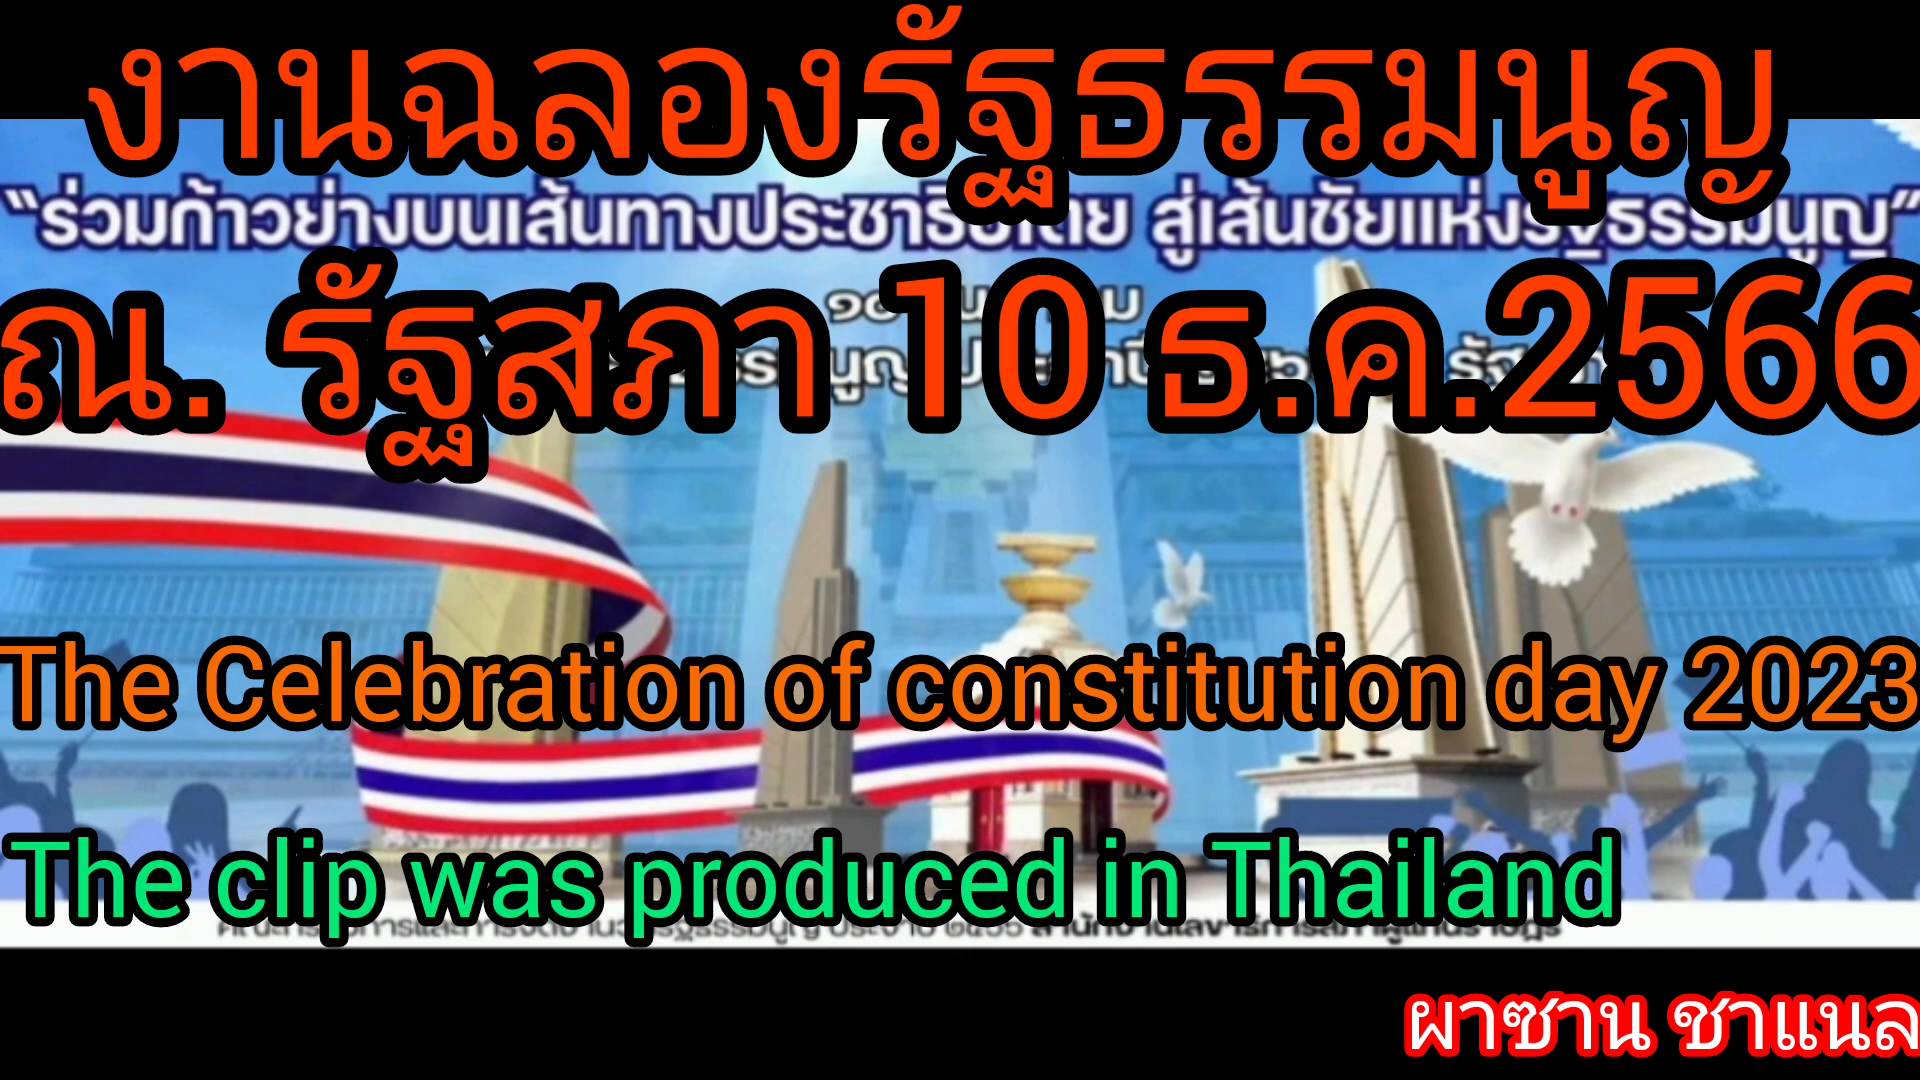 งานฉลองรัฐธรรมนูญ
"ร่วมก้าวย่างบนเส้นทางประชาธิปไตย สู่เส้นชัยแห่งรัฐธรรมนูญ"
ณ. รัฐสภา 10 ธ.ค.2566
The Celebration of constitution day 2023
The clip was produced in Thailand
ผาซาน ชาแนล